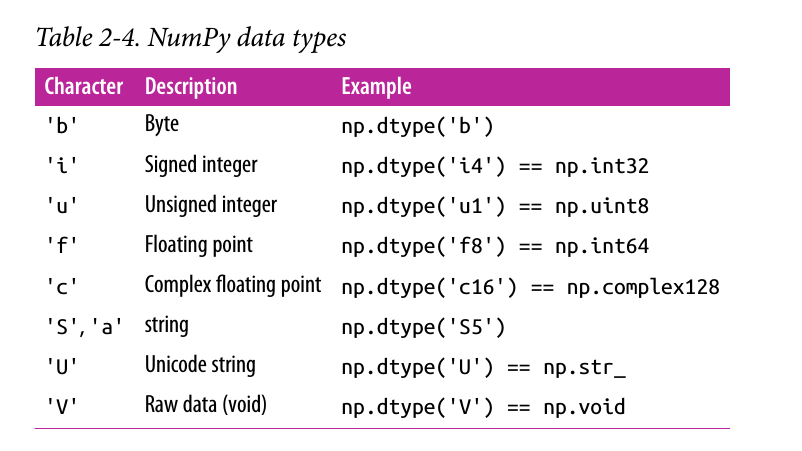 Table 2-4. NumPy data types
Character Description Example
'b' Byte np.dtype('b')
'i' Signed integer np.dtype('i4') == np.int32
'u' Unsigned integer np.dtype('u1') == np.uint8
'f' Floating point np.dtype('f8') == np.int64
'c' Complex floating point np.dtype('c16') == np.complex128
'S', 'a' string np.dtype('S5')
'U' Unicode string np.dtype('U') == np.str_
'V' Raw data (void) np.dtype('V') == np.void